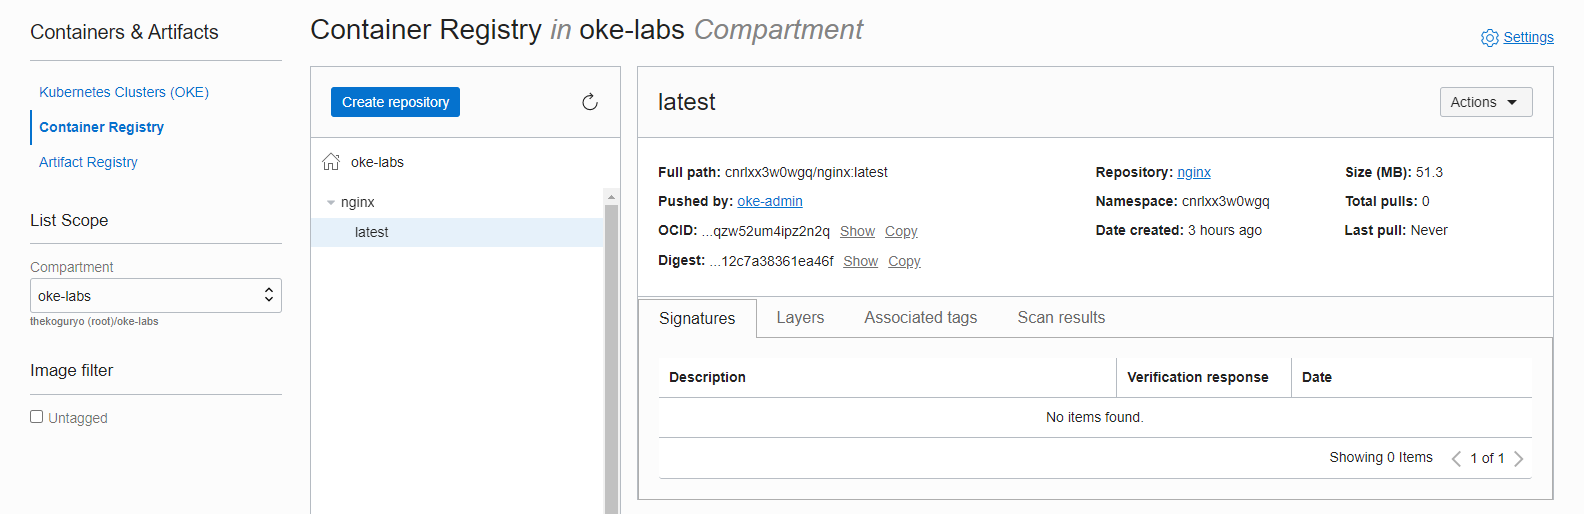 Containers & Artifacts
Kubernetes Clusters (OKE)
Container Registry
Artifact Registry
List Scope
Compartment
oke-labs
thekoguryo (root)/oke-labs
Image filter
Untagged
Container Registry in oke-labs Compartment
Settings
Create repository
oke-labs
nginx
latest
latest
Actions
Full path: cnrlxx3w0wgq/nginx:latest
Pushed by: oke-admin
OCID: ...qzw52um4ipz2n2q Show Copy
Digest: ...12c7a38361ea46f Show Copy
Repository: nginx
Namespace: cnrlxx3w0wgq
Date created: 3 hours ago
Size (MB): 51.3
Total pulls: 0
Last pull: Never
Signatures Layers Associated tags Scan results
Description Verification response Date
No items found.
Showing 0 Items 1 of 1